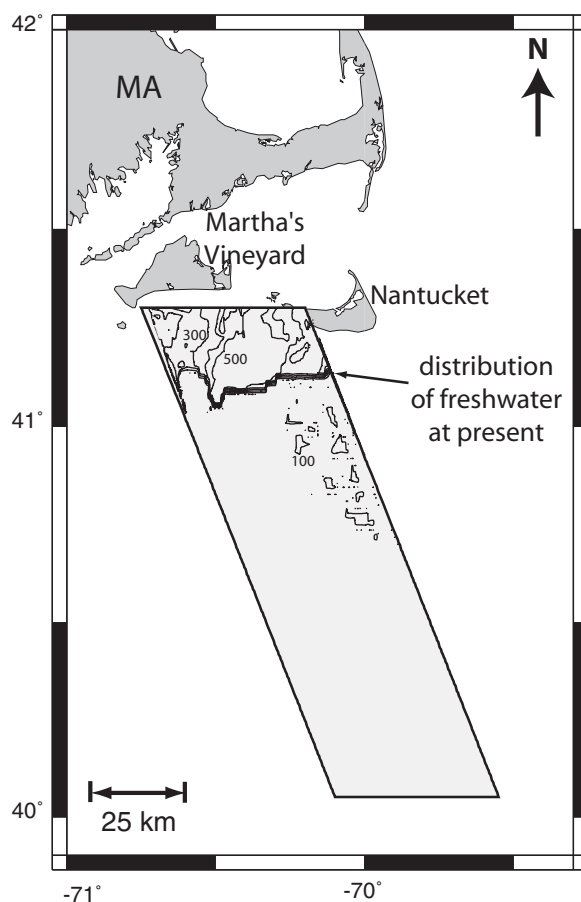 42˚
N
MA
Martha's
Vineyard
Nantucket
300
500
distribution
of freshwater
at present
41˚
100
25 km
40˚
-71˚
-70˚